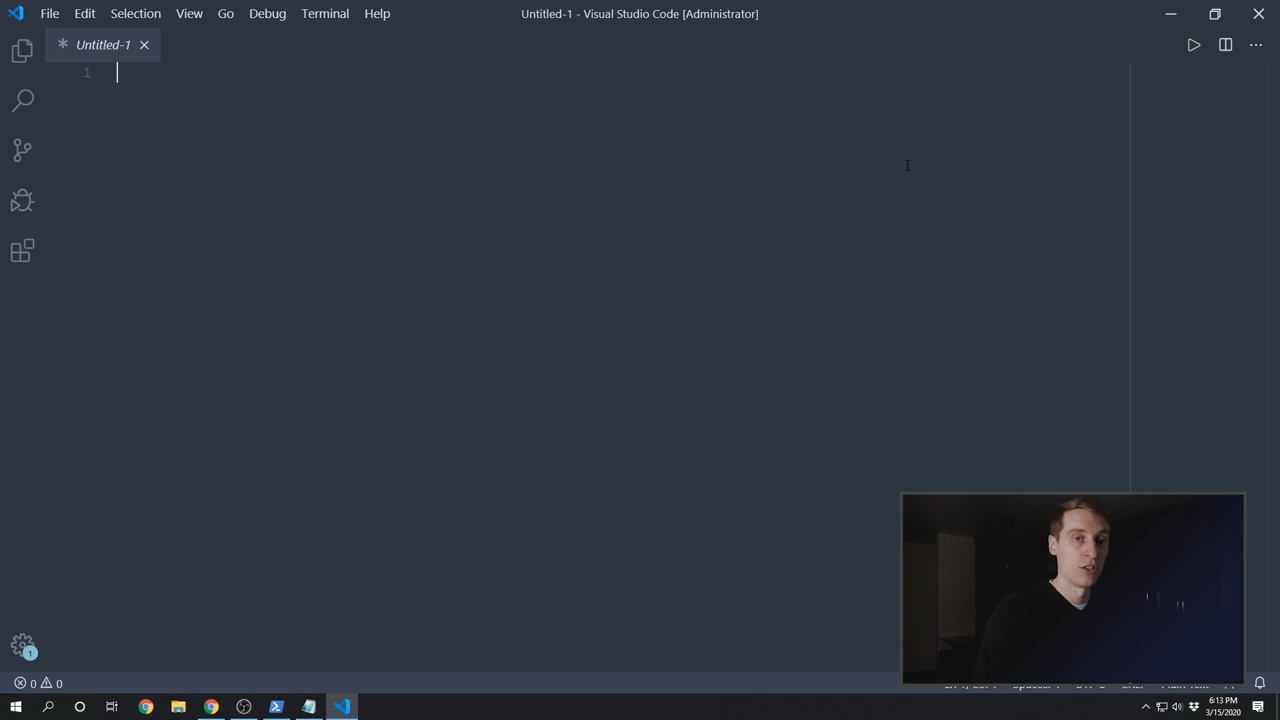 File Edit Selection View Go Debug Terminal Help
Untitled-1 - Visual Studio Code [Administrator]
Untitled-1
1
1
0 0
6:13 PM
3/15/2020